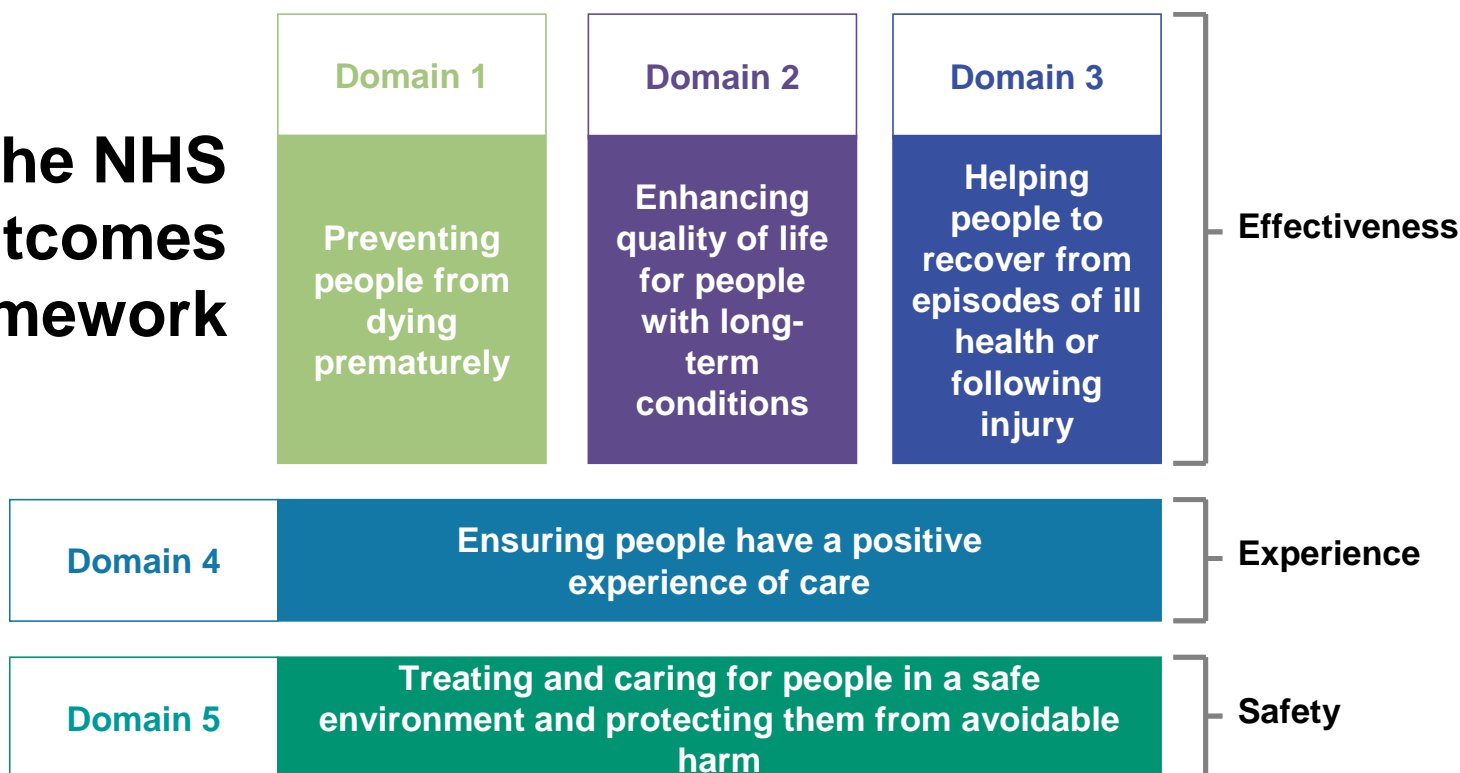 he NHS
tcomes
mework
Domain 1
Preventing
people from
dying
prematurely
Domain 2
Enhancing
quality of life
for people
with long-
term
conditions
Domain 3
Helping
people to
recover from
episodes of ill
health or
following
injury
Effectiveness
Domain 4
Ensuring people have a positive
experience of care
Experience
Domain 5
Treating and caring for people in a safe
environment and protecting them from avoidable
harm
Safety